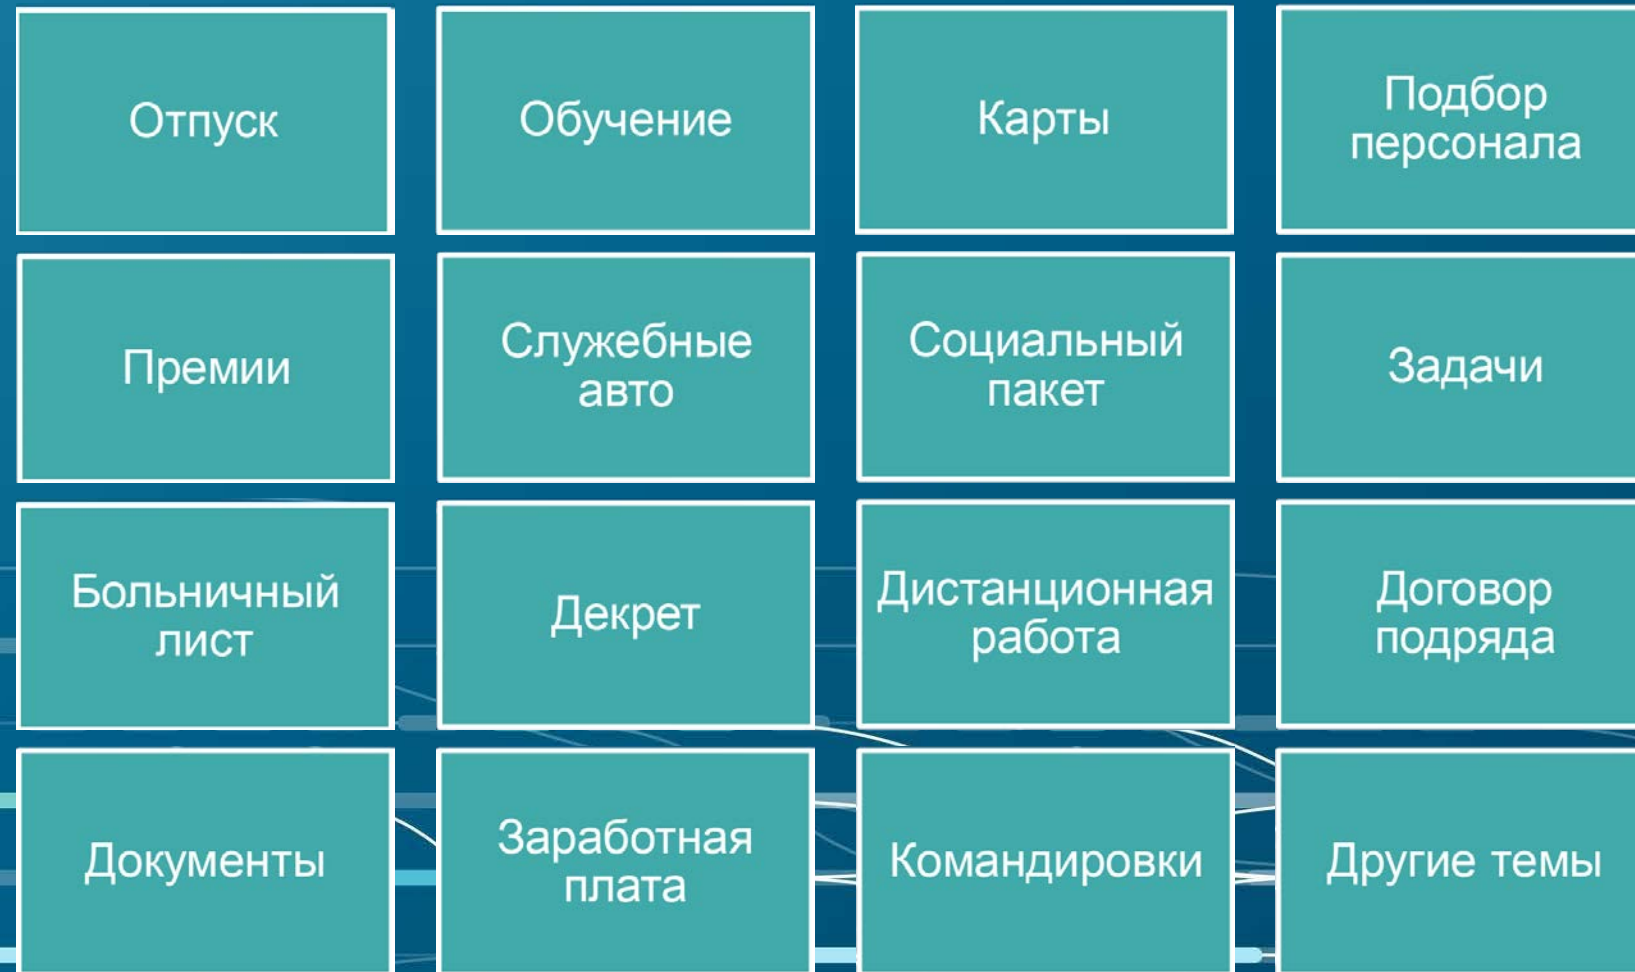 Отпуск
Обучение
Карты
Подбор
персонала
Премии
Служебные
авто
Социальный
пакет
Задачи
Больничный
лист
Декрет
Дистанционная
работа
Договор
подряда
Документы
Заработная
плата
Командировки
Другие темы